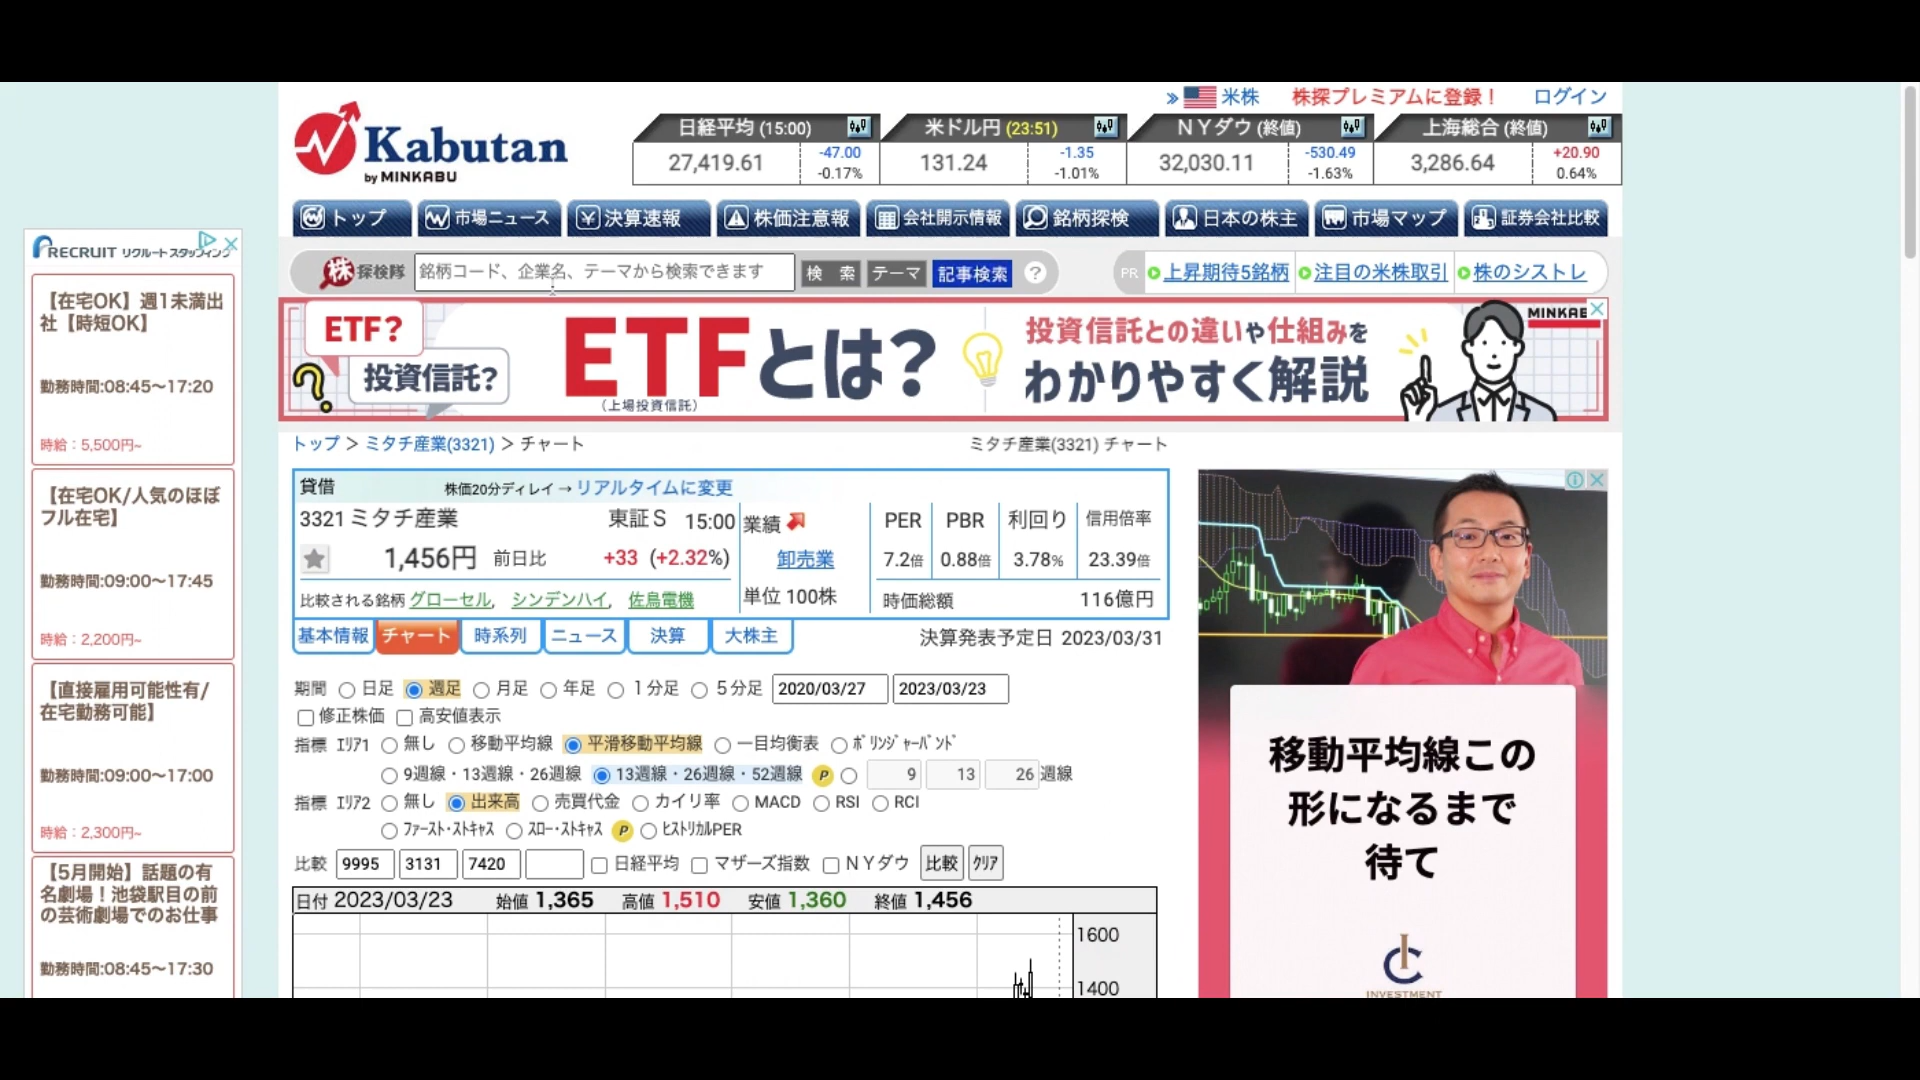 » 米株 株探プレミアムに登録! ログイン
Kabutan
by MINKABU
日経平均 (15:00) 米ドル円 (23:51) NYダウ (終値) 上海総合 (終値)
27,419.61 -47.00 -0.17% 131.24 -1.35 -1.01% 32,030.11 -530.49 -1.63% 3,286.64 +20.90 0.64%
トップ 市場ニュース 決算速報 株価注意報 会社開示情報 銘柄探検 日本の株主 市場マップ 証券会社比較
株探検隊 銘柄コード、企業名、テーマから検索できます 検 索 テーマ 記事検索 ? PR 上昇期待5銘柄 注目の米株取引 株のシストレ
ETF?
投資信託?
ETFとは?
(上場投資信託)
投資信託との違いや仕組みを
わかりやすく解説
トップ > ミタチ産業(3321) > チャート ミタチ産業(3321) チャート
貸借 株価20分ディレイ→リアルタイムに変更
3321 ミタチ産業 東証S 15:00 業績 PER PBR 利回り 信用倍率
1,456円 前日比 +33 (+2.32%) 卸売業 7.2倍 0.88倍 3.78% 23.39倍
比較される銘柄 グローセル, シンデンハイ, 佐鳥電機 単位 100株 時価総額 116億円
基本情報 チャート 時系列 ニュース 決算 大株主 決算発表予定日 2023/03/31
期間 日足 週足 月足 年足 1分足 5分足 2020/03/27 2023/03/23
修正株価 高安値表示
指標 ｴﾘｱ1 無し 移動平均線 平滑移動平均線 一目均衡表 ﾎﾞﾘﾝｼﾞｬｰﾊﾞﾝﾄﾞ
9週線・13週線・26週線 13週線・26週線・52週線 P 9 13 26 週線
指標 ｴﾘｱ2 無し 出来高 売買代金 カイリ率 MACD RSI RCI
ﾌｧｰｽﾄ・ｽﾄｷｬｽ ｽﾛｰ・ｽﾄｷｬｽ P ﾋｽﾄﾘｶﾙPER
比較 9995 3131 7420 日経平均 マザーズ指数 NYダウ 比較 ｸﾘｱ
日付 2023/03/23 始値 1,365 高値 1,510 安値 1,360 終値 1,456
1600
1400
RECRUIT リクルートスタッフィング
【在宅OK】週1未満出
社【時短OK】
勤務時間:08:45〜17:20
時給：5,500円~
【在宅OK/人気のほぼ
フル在宅】
勤務時間:09:00〜17:45
時給：2,200円~
【直接雇用可能性有/
在宅勤務可能】
勤務時間:09:00〜17:00
時給：2,300円~
【5月開始】話題の有
名劇場！池袋駅目の前
の芸術劇場でのお仕事
勤務時間:08:45〜17:30
移動平均線この
形になるまで
待て
INVESTMENT